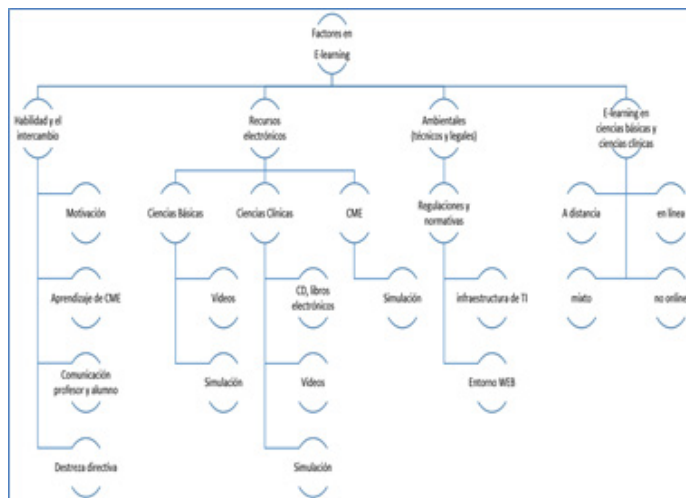 Factores en
E-learning
Habilidad y el
intercambio
Recursos
electrónicos
Ambientales
(técnicos y legales)
E-learning en
ciencias básicas y
ciencias clínicas
Motivación
Ciencias Básicas
Ciencias Clínicas
CME
Regulaciones y
normativas
A distancia
en línea
Aprendizaje de CME
Vídeos
CD, libros
electrónicos
Simulación
infraestructura de TI
mixto
no online
Comunicación
profesor y alumno
Simulación
Vídeos
Entorno WEB
Destreza directiva
Simulación